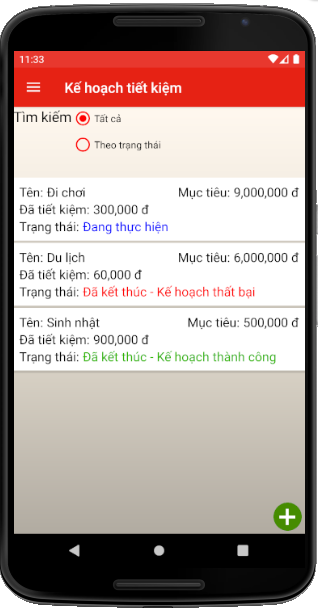 11:33
Kế hoạch tiết kiệm
Tìm kiếm Tất cả
Theo trạng thái
Tên: Đi chơi Mục tiêu: 9,000,000 đ
Đã tiết kiệm: 300,000 đ
Trạng thái: Đang thực hiện
Tên: Du lịch Mục tiêu: 6,000,000 đ
Đã tiết kiệm: 60,000 đ
Trạng thái: Đã kết thúc - Kế hoạch thất bại
Tên: Sinh nhật Mục tiêu: 500,000 đ
Đã tiết kiệm: 900,000 đ
Trạng thái: Đã kết thúc - Kế hoạch thành công